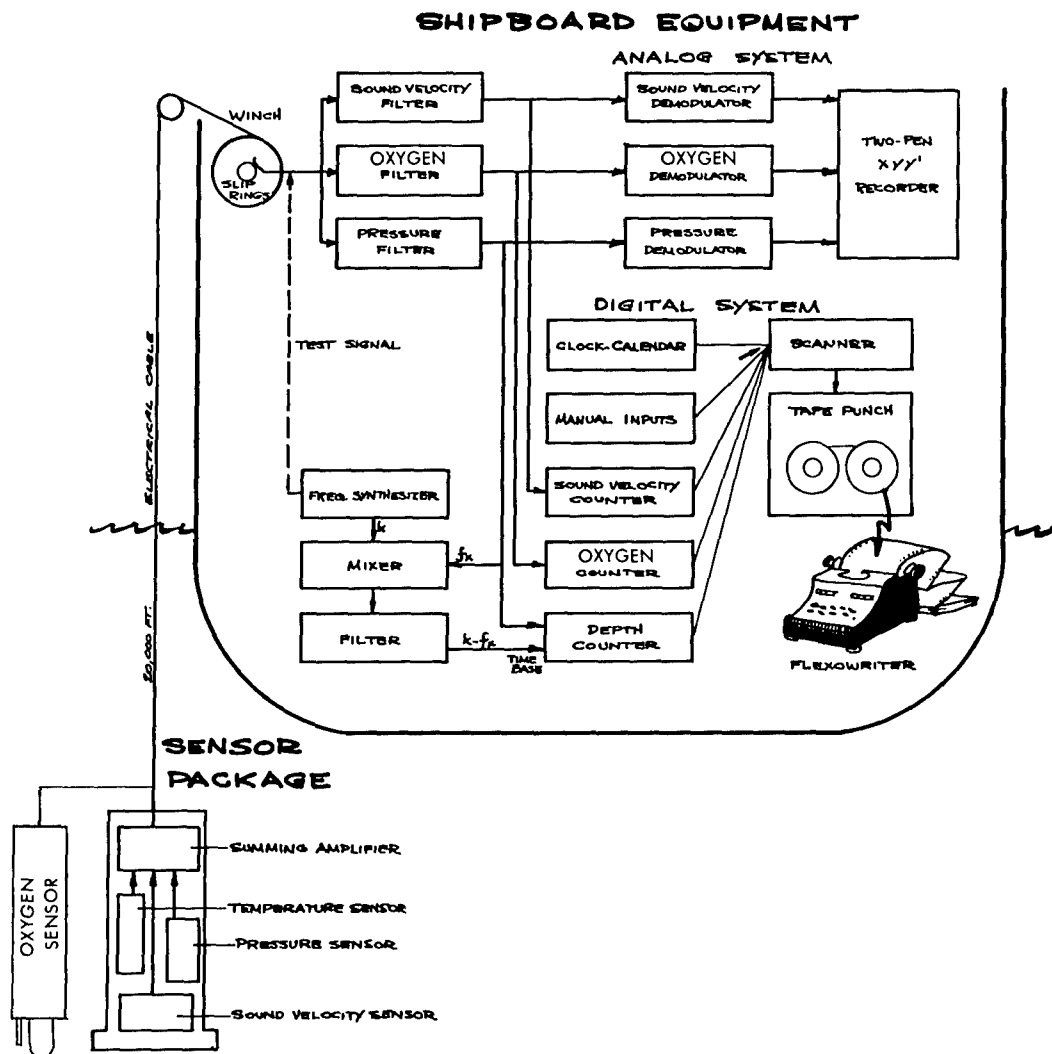 SHIPBOARD EQUIPMENT
ANALOG SYSTEM
WINCH
SLIP
RINGS
SOUND VELOCITY
FILTER
SOUND VELOCITY
DEMODULATOR
OXYGEN
FILTER
OXYGEN
DEMODULATOR
PRESSURE
FILTER
PRESSURE
DEMODULATOR
TWO-PEN
XYY'
RECORDER
DIGITAL SYSTEM
TEST SIGNAL
CLOCK-CALENDAR
SCANNER
MANUAL INPUTS
TAPE PUNCH
ELECTRICAL CABLE
20,000 FT.
FREQ. SYNTHESIZER
SOUND VELOCITY
COUNTER
k
MIXER
fx
OXYGEN
COUNTER
FILTER
k-fx
TIME
BASE
DEPTH
COUNTER
FLEXOWRITER
SENSOR
PACKAGE
OXYGEN
SENSOR
SUMMING AMPLIFIER
TEMPERATURE SENSOR
PRESSURE SENSOR
SOUND VELOCITY SENSOR